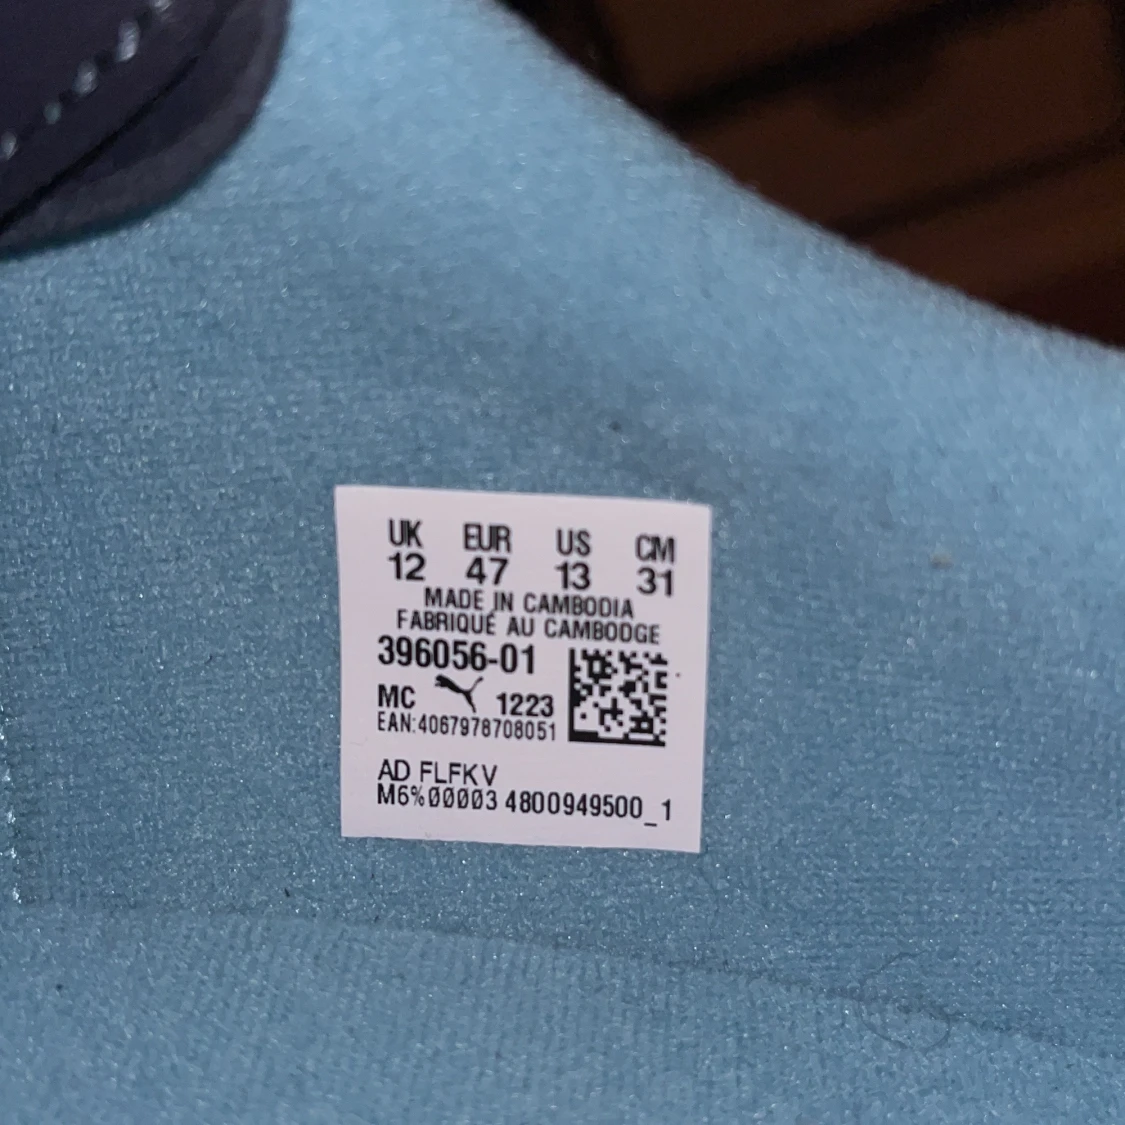 UK EUR US CM
12 47 13 31
MADE IN CAMBODIA
FABRIQUÉ AU CAMBODGE
396056-01
MC 1223
EAN:4067978708051
AD FLFKV
M6%00003 4800949500_1